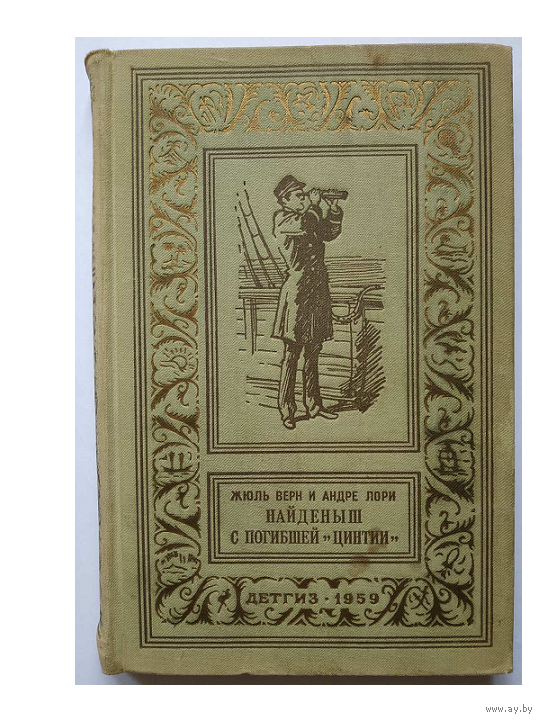 ЖЮЛЬ ВЕРН И АНДРЕ ЛОРИ
НАЙДЕНЫШ
С ПОГИБШЕЙ „ЦИНТИИ"
ДЕТГИЗ · 1959
www.ay.by